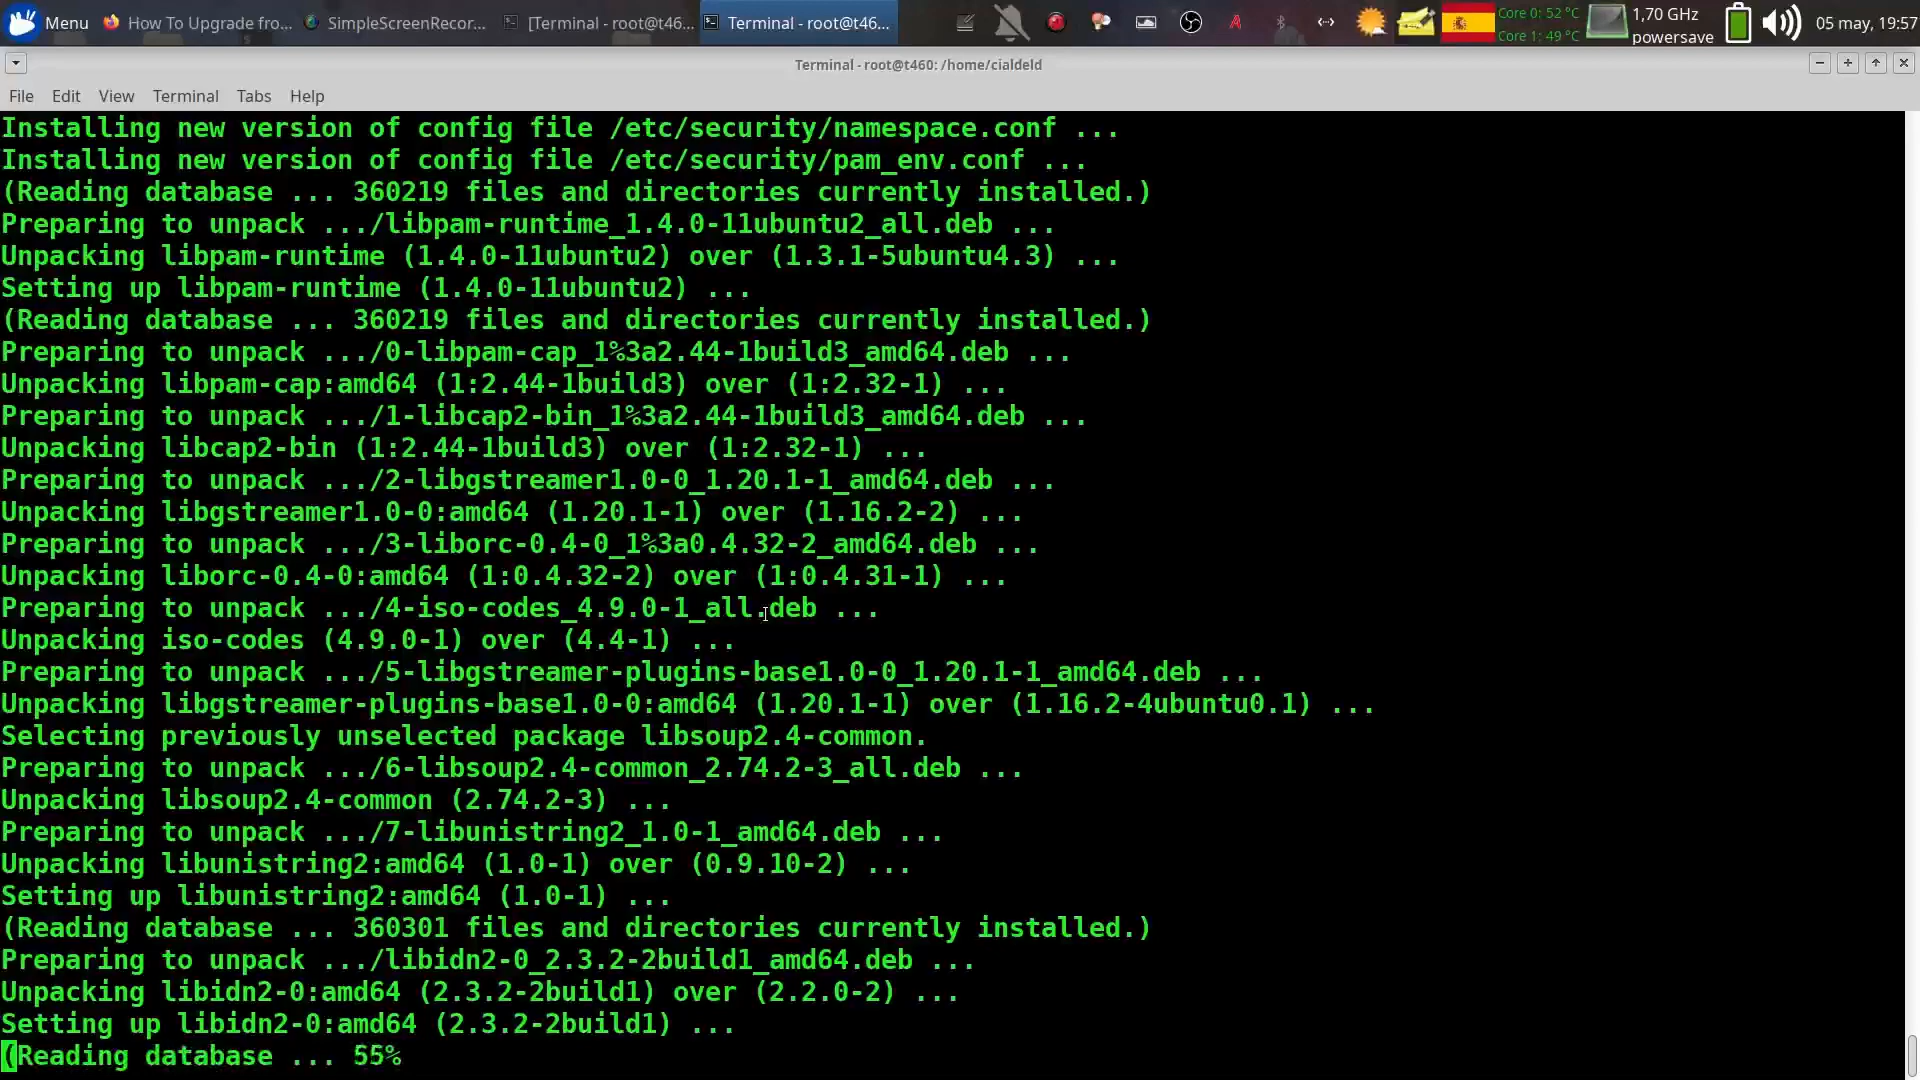 Menu
How To Upgrade fro...
SimpleScreenRecor...
[Terminal - root@t46...
Terminal - root@t46...
Core 0: 52 °C
Core 1: 49 °C
1,70 GHz
powersave
05 may, 19:57
Terminal - root@t460: /home/cialdeld
File Edit View Terminal Tabs Help
Installing new version of config file /etc/security/namespace.conf ...
Installing new version of config file /etc/security/pam_env.conf ...
(Reading database ... 360219 files and directories currently installed.)
Preparing to unpack .../libpam-runtime_1.4.0-11ubuntu2_all.deb ...
Unpacking libpam-runtime (1.4.0-11ubuntu2) over (1.3.1-5ubuntu4.3) ...
Setting up libpam-runtime (1.4.0-11ubuntu2) ...
(Reading database ... 360219 files and directories currently installed.)
Preparing to unpack .../0-libpam-cap_1%3a2.44-1build3_amd64.deb ...
Unpacking libpam-cap:amd64 (1:2.44-1build3) over (1:2.32-1) ...
Preparing to unpack .../1-libcap2-bin_1%3a2.44-1build3_amd64.deb ...
Unpacking libcap2-bin (1:2.44-1build3) over (1:2.32-1) ...
Preparing to unpack .../2-libgstreamer1.0-0_1.20.1-1_amd64.deb ...
Unpacking libgstreamer1.0-0:amd64 (1.20.1-1) over (1.16.2-2) ...
Preparing to unpack .../3-liborc-0.4-0_1%3a0.4.32-2_amd64.deb ...
Unpacking liborc-0.4-0:amd64 (1:0.4.32-2) over (1:0.4.31-1) ...
Preparing to unpack .../4-iso-codes_4.9.0-1_all.deb ...
Unpacking iso-codes (4.9.0-1) over (4.4-1) ...
Preparing to unpack .../5-libgstreamer-plugins-base1.0-0_1.20.1-1_amd64.deb ...
Unpacking libgstreamer-plugins-base1.0-0:amd64 (1.20.1-1) over (1.16.2-4ubuntu0.1) ...
Selecting previously unselected package libsoup2.4-common.
Preparing to unpack .../6-libsoup2.4-common_2.74.2-3_all.deb ...
Unpacking libsoup2.4-common (2.74.2-3) ...
Preparing to unpack .../7-libunistring2_1.0-1_amd64.deb ...
Unpacking libunistring2:amd64 (1.0-1) over (0.9.10-2) ...
Setting up libunistring2:amd64 (1.0-1) ...
(Reading database ... 360301 files and directories currently installed.)
Preparing to unpack .../libidn2-0_2.3.2-2build1_amd64.deb ...
Unpacking libidn2-0:amd64 (2.3.2-2build1) over (2.2.0-2) ...
Setting up libidn2-0:amd64 (2.3.2-2build1) ...
(Reading database ... 55%